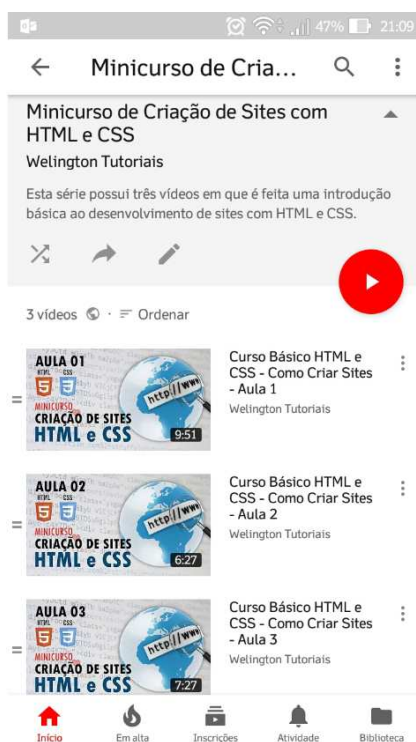 47% 21:09
Minicurso de Cria...
Minicurso de Criação de Sites com
HTML e CSS
Welington Tutoriais
Esta série possui três vídeos em que é feita uma introdução
básica ao desenvolvimento de sites com HTML e CSS.
3 vídeos · Ordenar
AULA 01
HTML CSS
5 3
MINICURSO
CRIAÇÃO DE SITES
HTML e CSS
http://www
9:51
Curso Básico HTML e
CSS - Como Criar Sites
- Aula 1
Welington Tutoriais
AULA 02
HTML CSS
5 3
MINICURSO
CRIAÇÃO DE SITES
HTML e CSS
http://www
6:27
Curso Básico HTML e
CSS - Como Criar Sites
- Aula 2
Welington Tutoriais
AULA 03
HTML CSS
5 3
MINICURSO
CRIAÇÃO DE SITES
HTML e CSS
http://www
7:27
Curso Básico HTML e
CSS - Como Criar Sites
- Aula 3
Welington Tutoriais
Início
Em alta
Inscrições
Atividade
Biblioteca